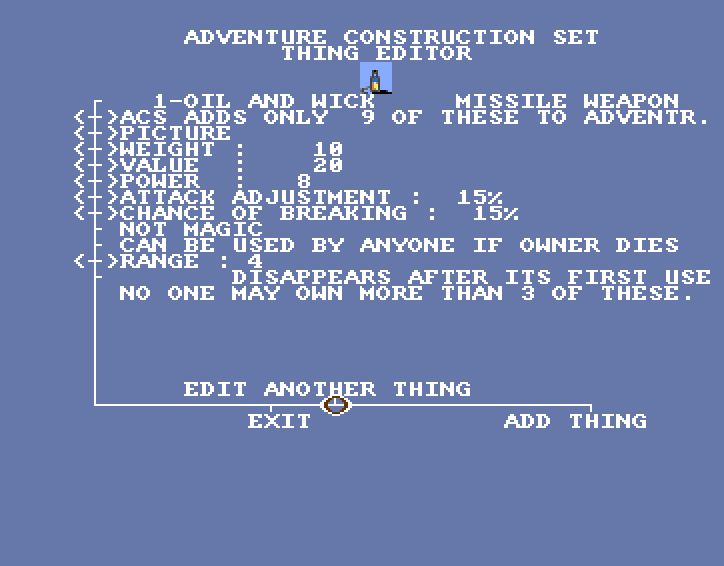 ADVENTURE CONSTRUCTION SET
THING EDITOR
1-OIL AND WICK MISSILE WEAPON
<+>ACS ADDS ONLY 9 OF THESE TO ADVENTR.
<+>PICTURE
<+>WEIGHT : 10
<+>VALUE : 20
<+>POWER : 8
<+>ATTACK ADJUSTMENT : 15%
<+>CHANCE OF BREAKING : 15%
NOT MAGIC
CAN BE USED BY ANYONE IF OWNER DIES
<+>RANGE : 4
DISAPPEARS AFTER ITS FIRST USE
NO ONE MAY OWN MORE THAN 3 OF THESE.
EDIT ANOTHER THING
EXIT ADD THING